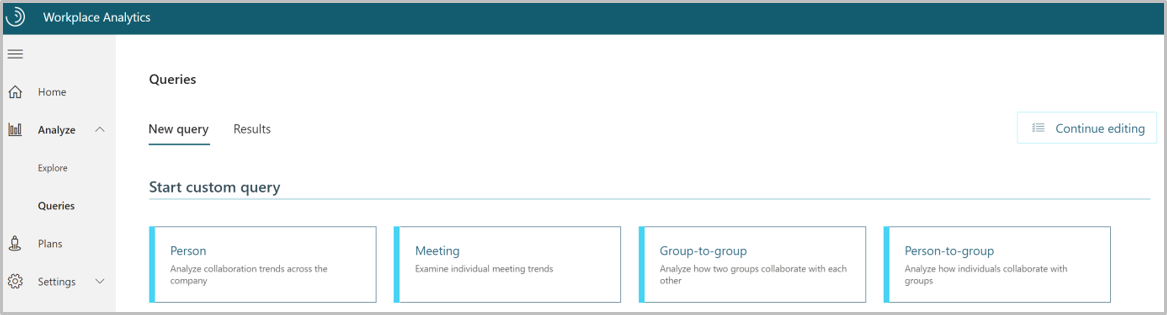 Workplace Analytics
Home
Analyze
Explore
Queries
Plans
Settings
Queries
New query
Results
Continue editing
Start custom query
Person
Analyze collaboration trends across the
company
Meeting
Examine individual meeting trends
Group-to-group
Analyze how two groups collaborate with each
other
Person-to-group
Analyze how individuals collaborate with
groups